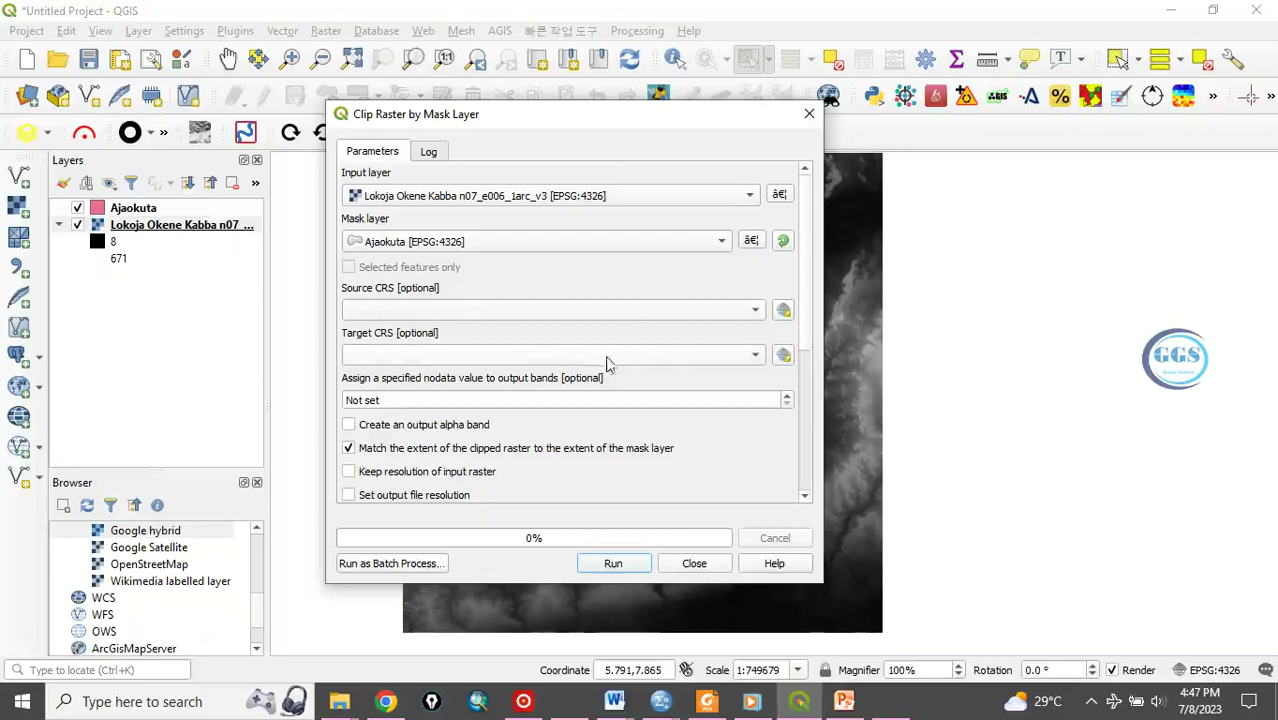 *Untitled Project - QGIS
Project Edit View Layer Settings Plugins Vector Raster Database Web Mesh AGIS 빠른 작업 도구 Processing Help
Layers
Ajaokuta
Lokoja Okene Kabba n07 _...
8
671
Browser
Google hybrid
Google Satellite
OpenStreetMap
Wikimedia labelled layer
WCS
WFS
OWS
ArcGisMapServer
Clip Raster by Mask Layer
Parameters Log
Input layer
Lokoja Okene Kabba n07_e006_1arc_v3 [EPSG:4326]
â€¦
Mask layer
Ajaokuta [EPSG:4326]
â€¦
Selected features only
Source CRS [optional]
Target CRS [optional]
Assign a specified nodata value to output bands [optional]
Not set
Create an output alpha band
Match the extent of the clipped raster to the extent of the mask layer
Keep resolution of input raster
Set output file resolution
0%
Cancel
Run as Batch Process...
Run
Close
Help
GGS
Type to locate (Ctrl+K)
Coordinate 5.791,7.865 Scale 1:749679 Magnifier 100% Rotation 0.0 ° Render EPSG:4326
Type here to search
29°C
4:47 PM
7/8/2023